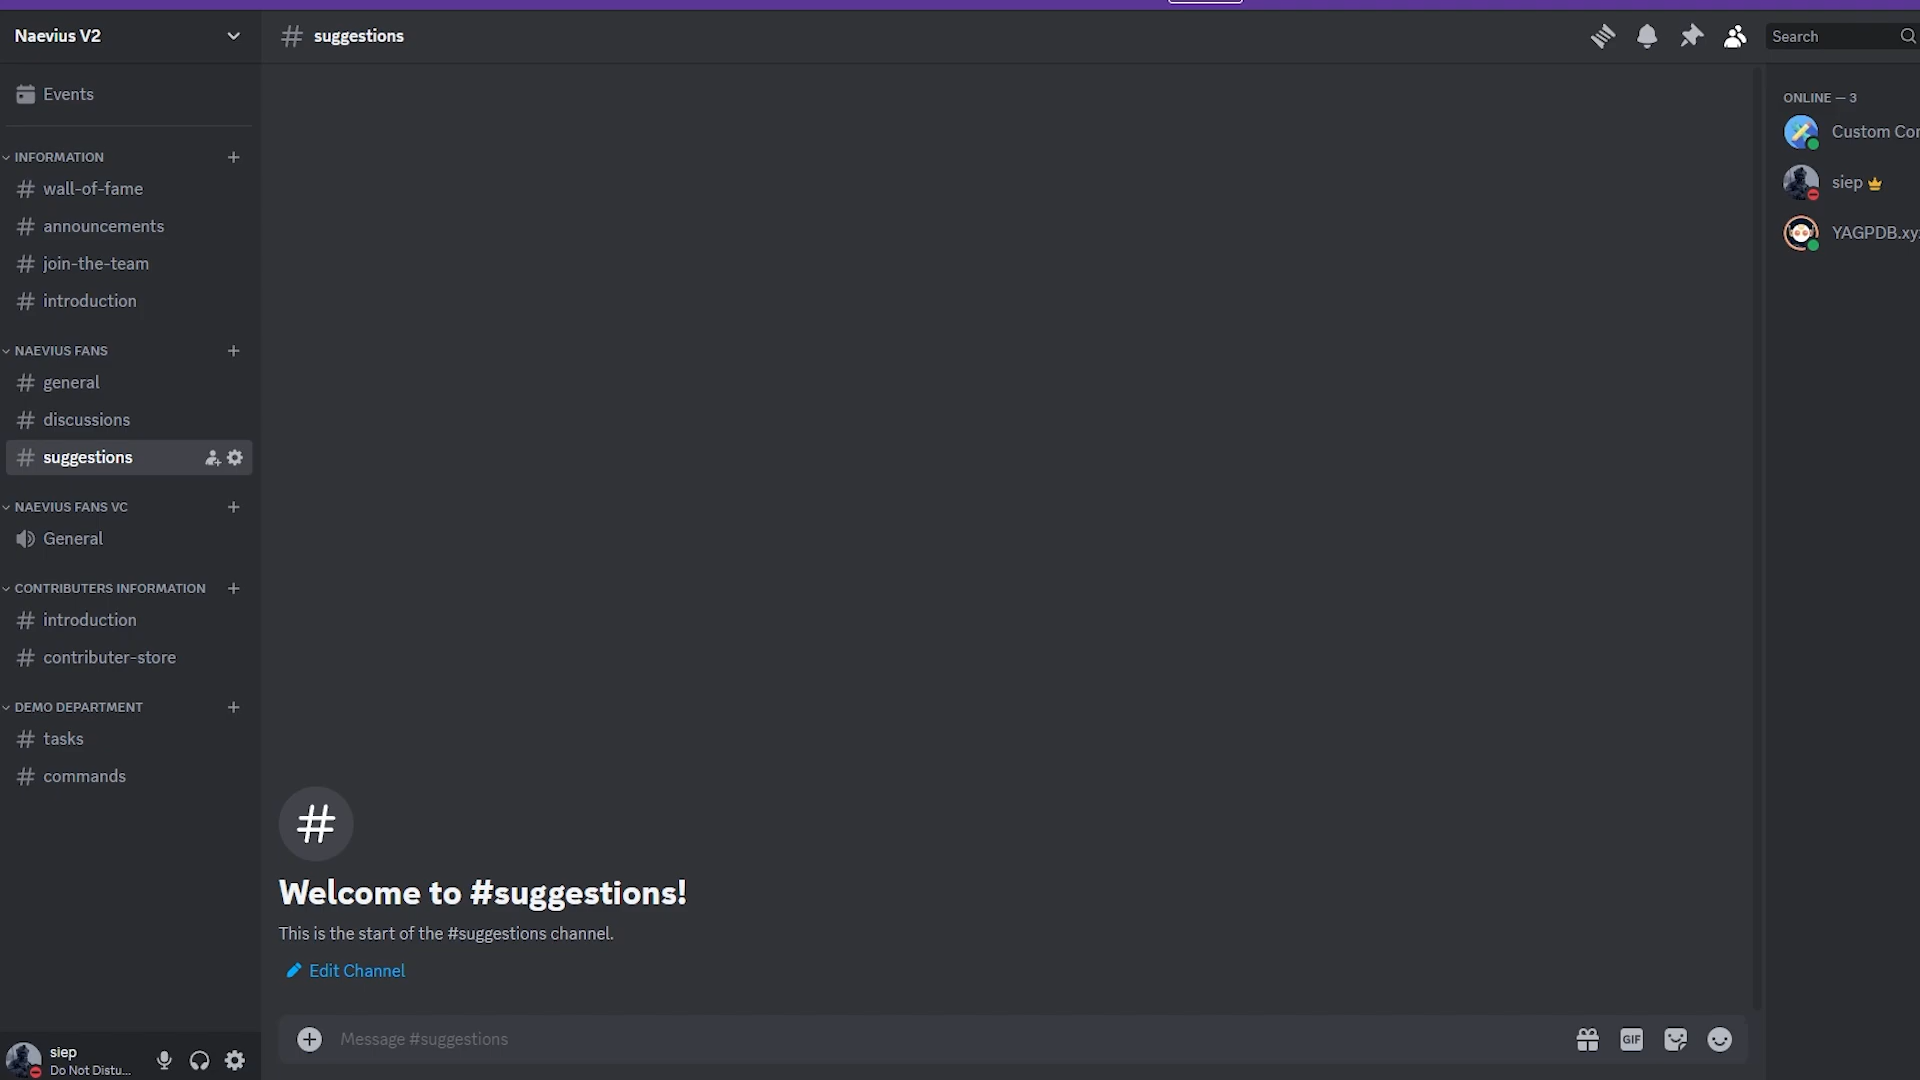 Naevius V2
suggestions
Search
Events
INFORMATION
wall-of-fame
announcements
join-the-team
introduction
NAEVIUS FANS
general
discussions
suggestions
NAEVIUS FANS VC
General
CONTRIBUTERS INFORMATION
introduction
contributer-store
DEMO DEPARTMENT
tasks
commands
siep
Do Not Distu...
Welcome to #suggestions!
This is the start of the #suggestions channel.
Edit Channel
Message #suggestions
GIF
ONLINE — 3
Custom Cor
siep
YAGPDB.xy